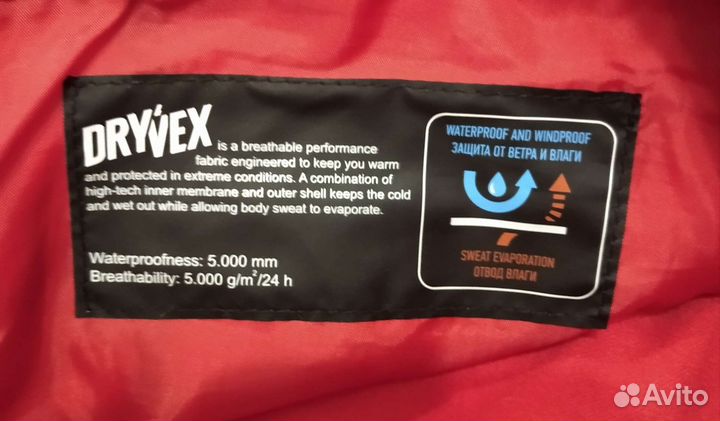 DRYVEX is a breathable performance
fabric engineered to keep you warm
and protected in extreme conditions. A combination of
high-tech inner membrane and outer shell keeps the cold
and wet out while allowing body sweat to evaporate.
Waterproofness: 5.000 mm
Breathability: 5.000 g/m²/24 h
WATERPROOF AND WINDPROOF
ЗАЩИТА ОТ ВЕТРА И ВЛАГИ
SWEAT EVAPORATION
ОТВОД ВЛАГИ
Avito